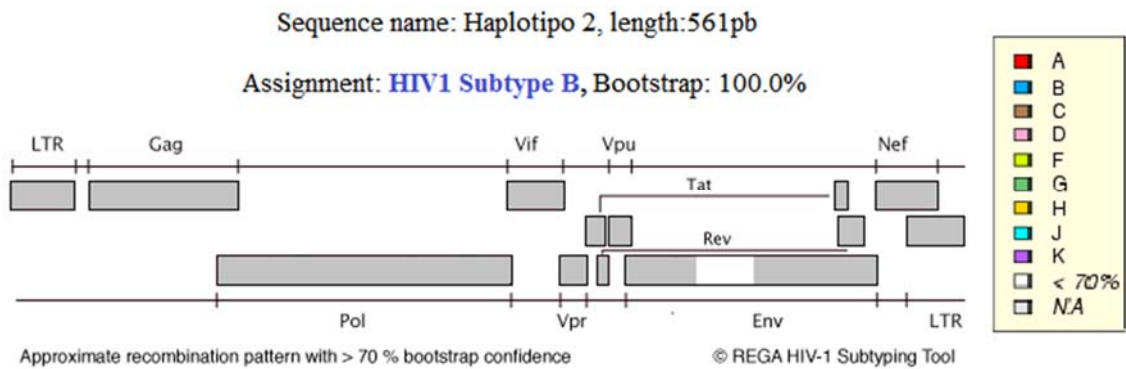 Sequence name: Haplotipo 2, length:561pb
Assignment: HIV1 Subtype B, Bootstrap: 100.0%
LTR Gag Vif Vpu Nef
Tat
Rev
Pol Vpr Env LTR
Approximate recombination pattern with > 70 % bootstrap confidence © REGA HIV-1 Subtyping Tool
A
B
C
D
F
G
H
J
K
< 70%
N.A